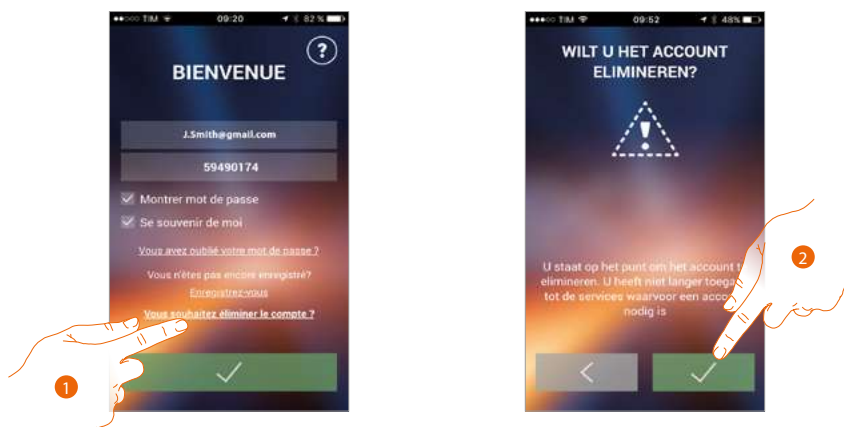 TIM 09:20 82 %
?
BIENVENUE
J.Smith@gmail.com
59490174
Montrer mot de passe
Se souvenir de moi
Vous avez oublié votre mot de passe ?
Vous n'êtes pas encore enregistré?
Enregistrez-vous
Vous souhaitez éliminer le compte ?
1
TIM 09:52 48%
WILT U HET ACCOUNT
ELIMINEREN?
!
U staat op het punt om het account
elimineren. U heeft niet langer
tot de services waarvoor een
nodig is
2